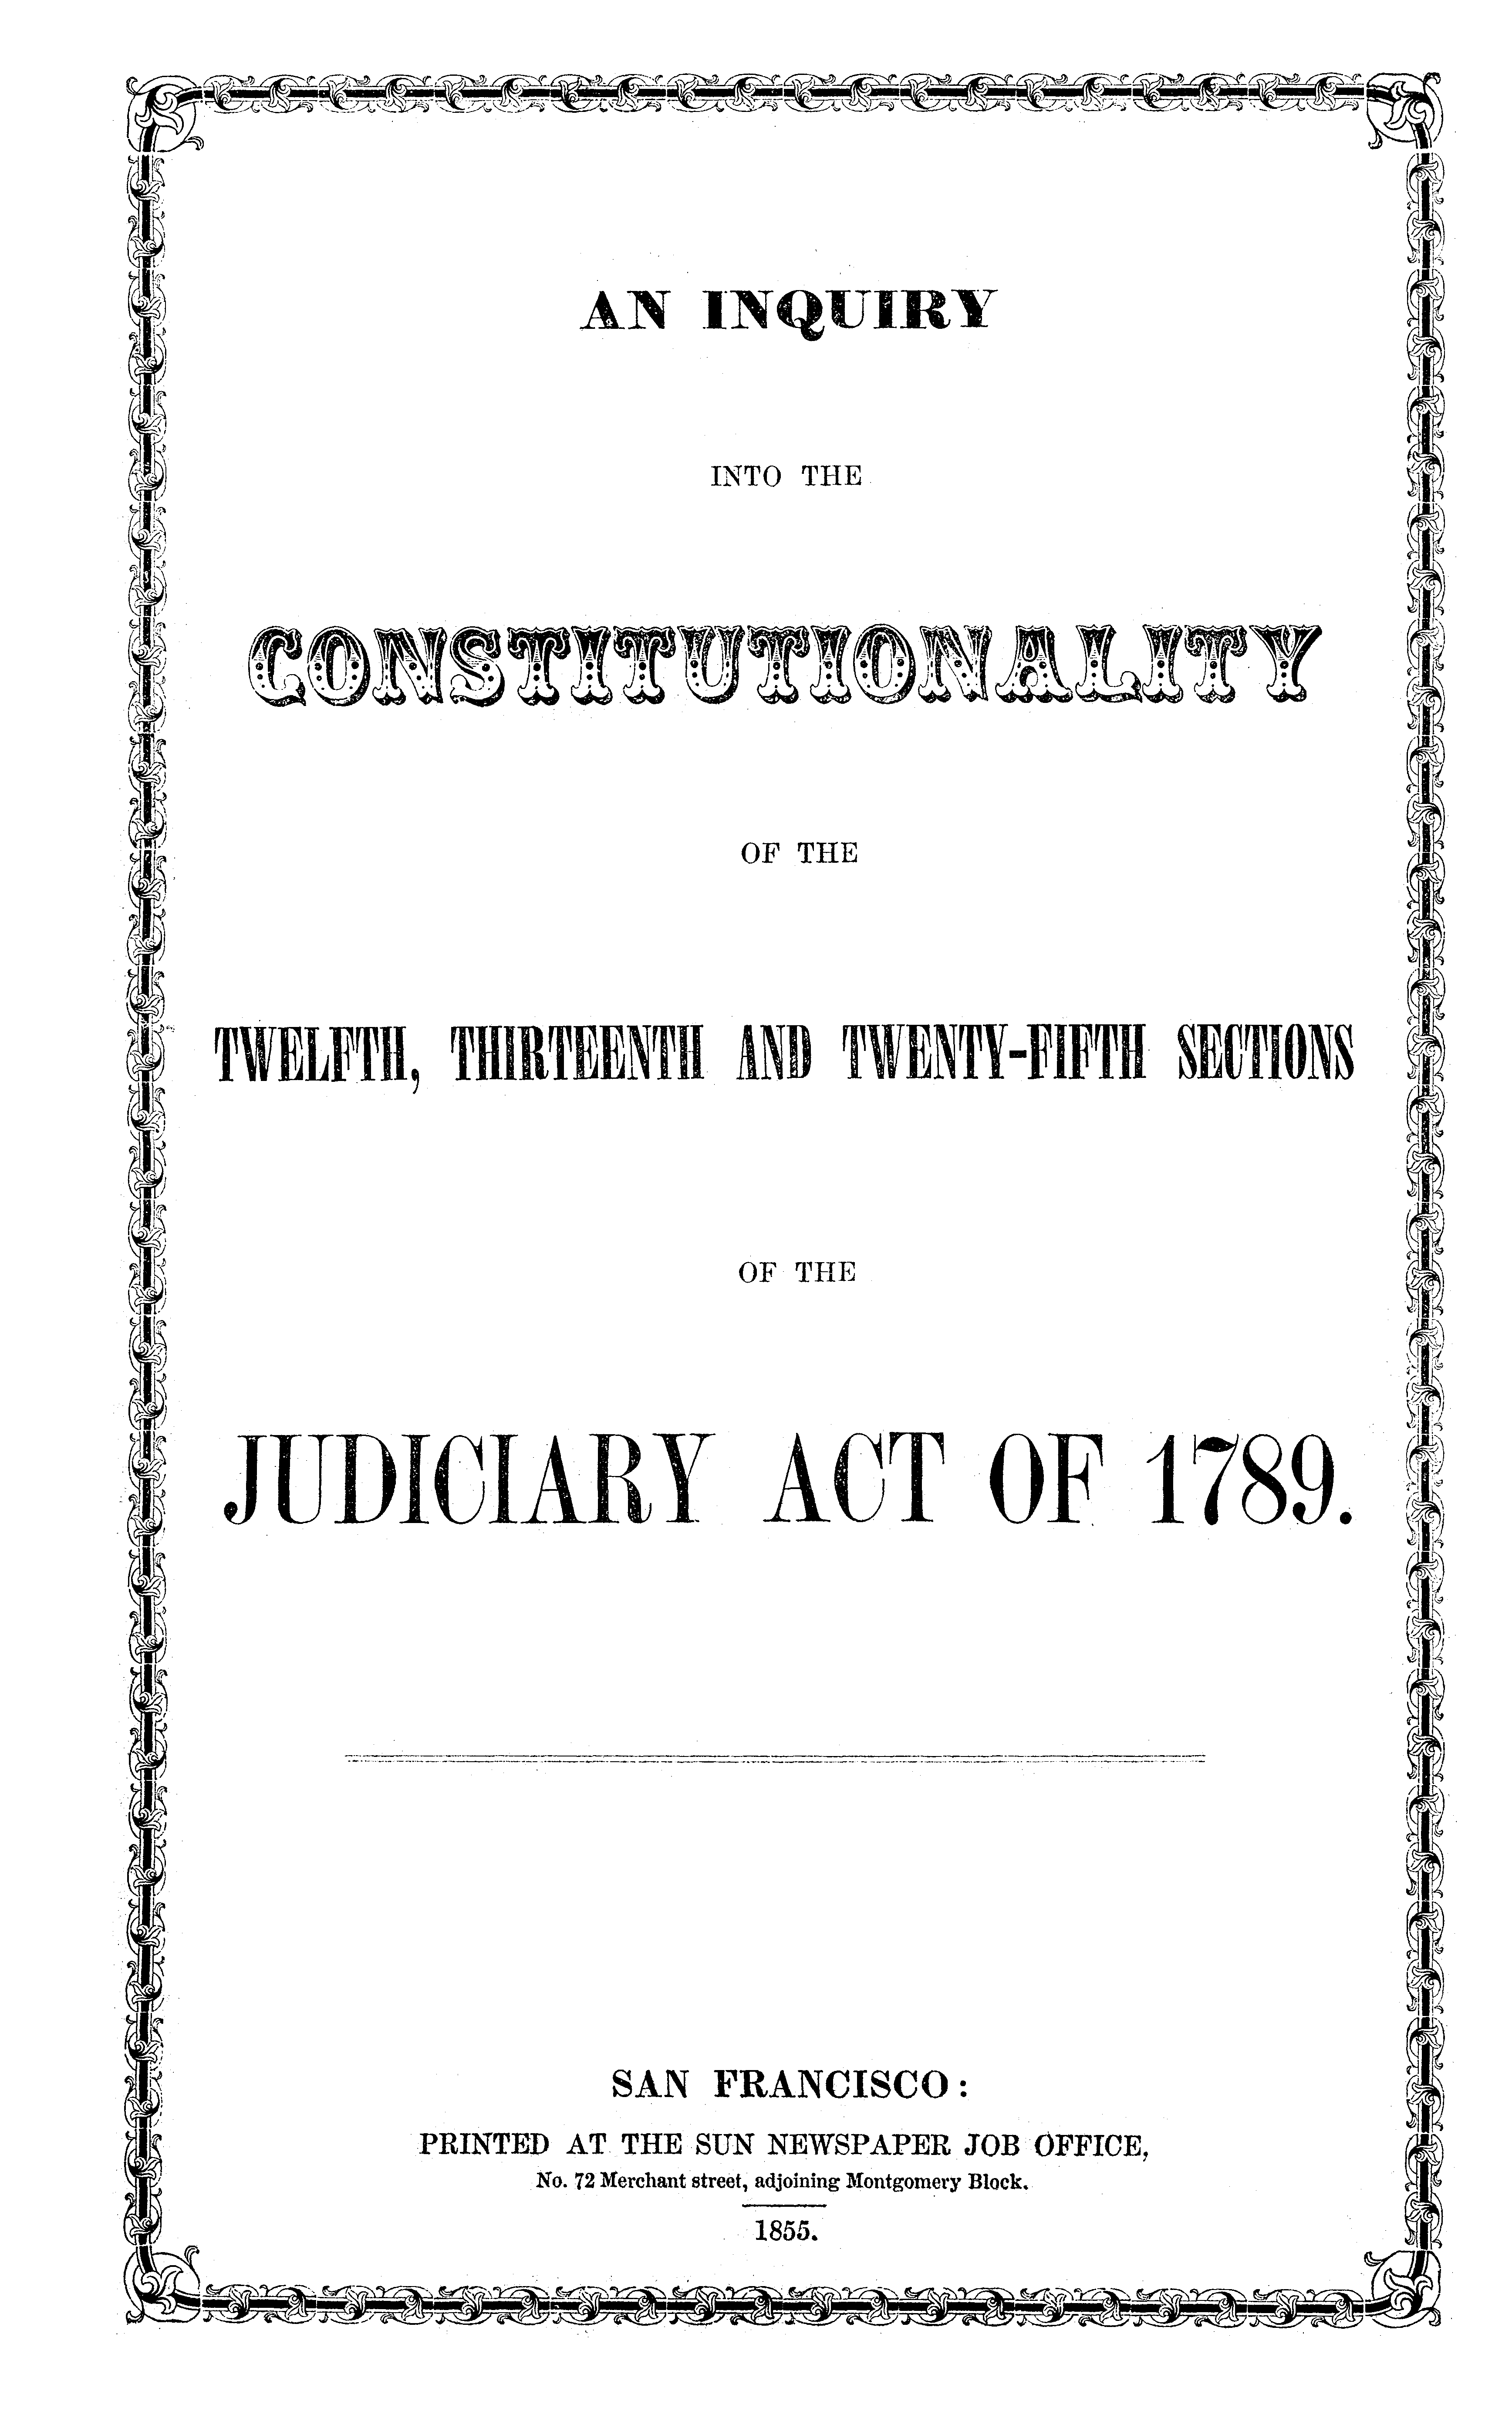 AN INQUIRY
INTO THE
CONSTITUTIONALITY
OF THE
TWELFTH, THIRTEENTH AND TWENTY-FIFTH SECTIONS
OF THE
JUDICIARY ACT OF 1789.
SAN FRANCISCO:
PRINTED AT THE SUN NEWSPAPER JOB OFFICE,
No. 72 Merchant street, adjoining Montgomery Block.
1855.